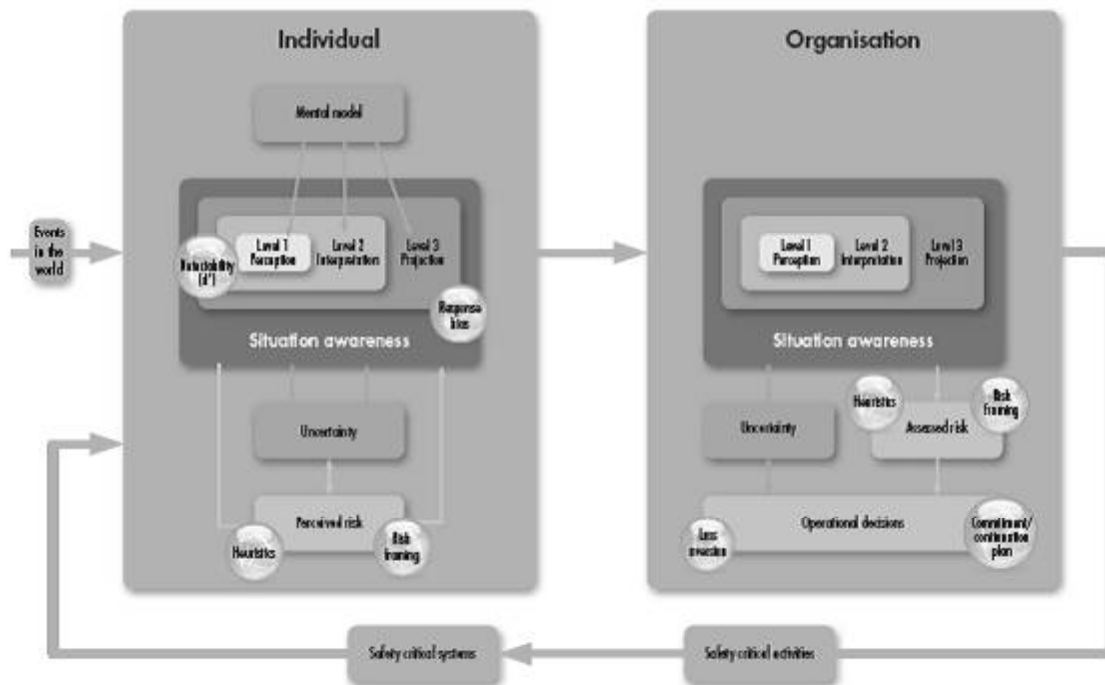 Individual
Mental model
Events
in the
world
Level 1
Perception
Level 2
Interpretation
Level 3
Projection
Detectability
(d')
Response
bias
Situation awareness
Uncertainty
Perceived risk
Heuristics
Risk
framing
Organisation
Level 1
Perception
Level 2
Interpretation
Level 3
Projection
Situation awareness
Heuristics
Risk
framing
Uncertainty
Assessed risk
Operational decisions
Loss
aversion
Commitment/
continuation
plan
Safety critical systems
Safety critical activities